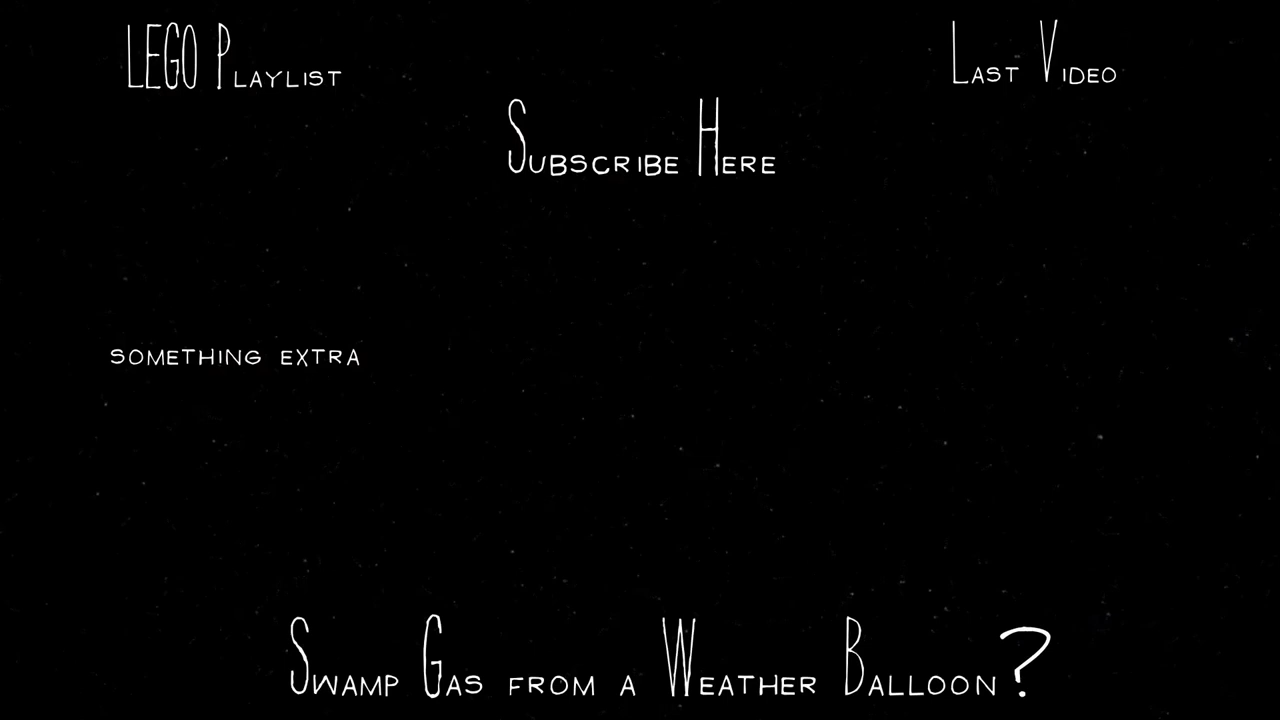 LEGO Playlist
Last Video
Subscribe Here
something extra
Swamp Gas from a Weather Balloon?